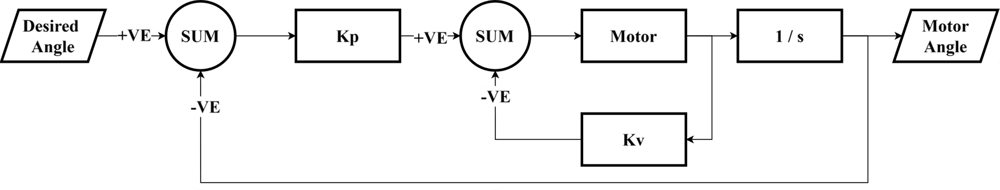 Desired
Angle
+VE
SUM
Kp
+VE
SUM
Motor
1 / s
Motor
Angle
-VE
-VE
Kv